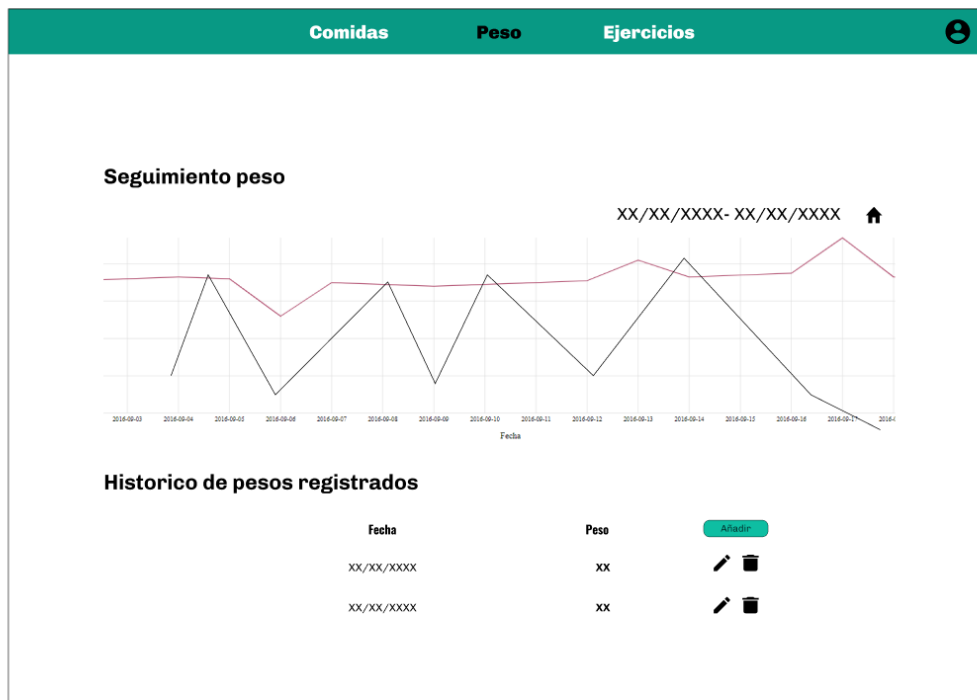 Comidas Peso Ejercicios
Seguimiento peso
XX/XX/XXXX- XX/XX/XXXX
2016-09-03 2016-09-04 2016-09-05 2016-09-06 2016-09-07 2016-09-08 2016-09-09 2016-09-10 2016-09-11 2016-09-12 2016-09-13 2016-09-14 2016-09-15 2016-09-16 2016-09-17
Fecha
Historico de pesos registrados
Fecha Peso Añadir
XX/XX/XXXX XX
XX/XX/XXXX XX